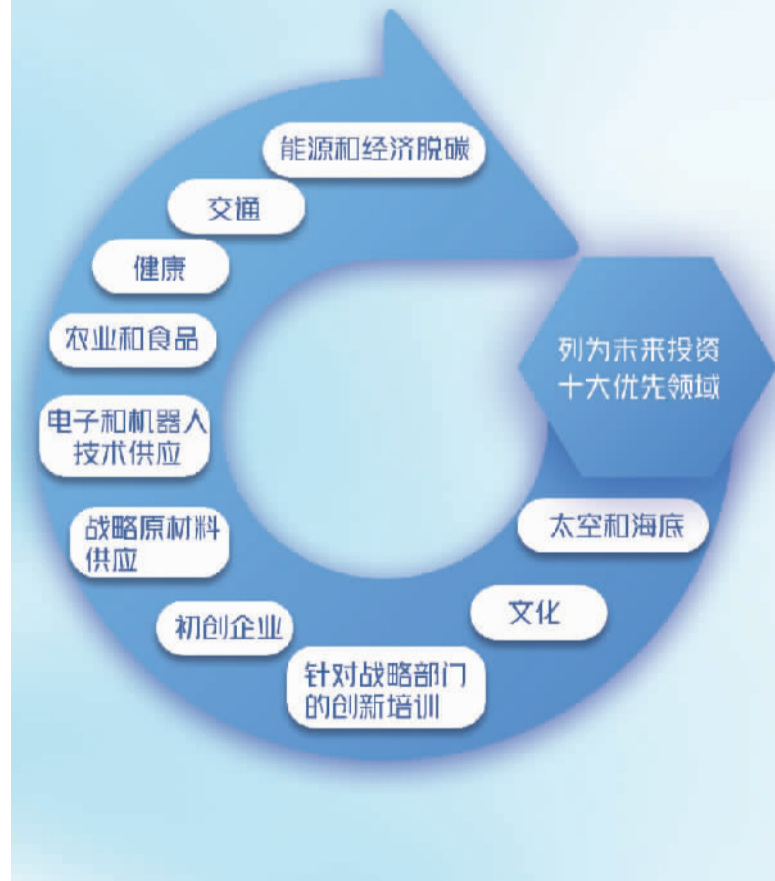 能源和经济脱碳
交通
健康
农业和食品
电子和机器人
技术供应
战略原材料
供应
初创企业
针对战略部门
的创新培训
文化
太空和海底
列为未来投资
十大优先领域